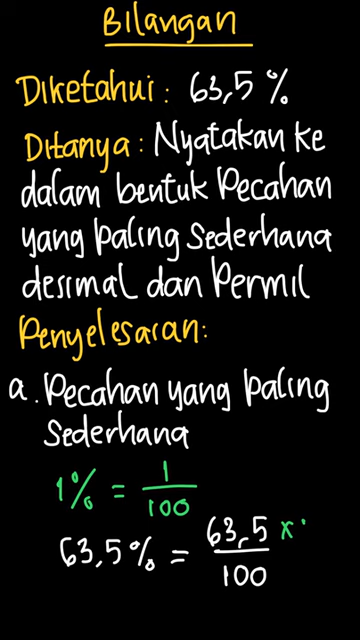 Bilangan
Diketahui : 63,5 %
Ditanya : Nyatakan ke
dalam bentuk Pecahan
yang Paling Sederhana
desimal dan Permil
Penyelesaian :
a. Pecahan yang Paling
Sederhana
1% = 1/100
63,5% = 63,5/100 x